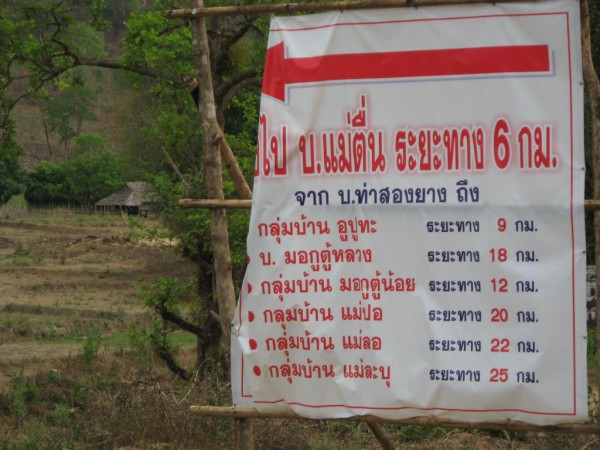 ไป บ.แม่ตื่น ระยะทาง 6 กม.
จาก บ.ท่าสองยาง ถึง
กลุ่มบ้าน อูปูทะ ระยะทาง 9 กม.
บ. มอกูตู้หลวง ระยะทาง 18 กม.
• กลุ่มบ้าน มอกูตู้น้อย ระยะทาง 12 กม.
• กลุ่มบ้าน แม่ปอ ระยะทาง 20 กม.
• กลุ่มบ้าน แม่ลอ ระยะทาง 22 กม.
• กลุ่มบ้าน แม่ละบุ ระยะทาง 25 กม.